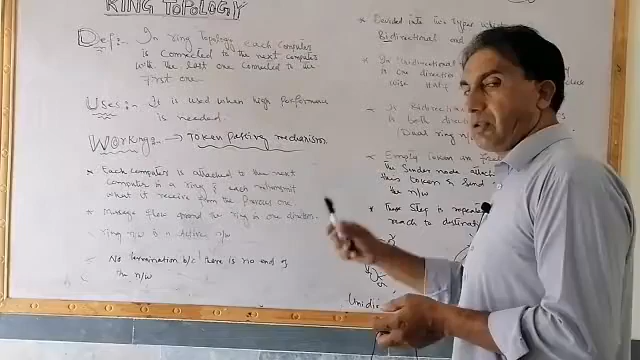 RING TOPOLOGY
Def:- In ring Topology each Computer
is Connected to the next Computer
with the last one Connected to the
first one.
Uses:- It is used when high performance
is needed.
Working:- → Token Passing mechanism.
* Each Computer is attached to the next
Computer in a ring & each retransmit
what it receive from the Previous one.
* Message flow around the ring in one direction.
ring n/w is a Active n/w
No Termination b/c there is no end of
the n/w
* Divided into two types
Bidirectional and
* In Unidirectional
in one direction
wise half
* In Bidirectional
is both
(Dual ring n/
* Empty token
the Sender node attach
this token & send
the n/w
* These Step is repeated
reach to destination
Unidi